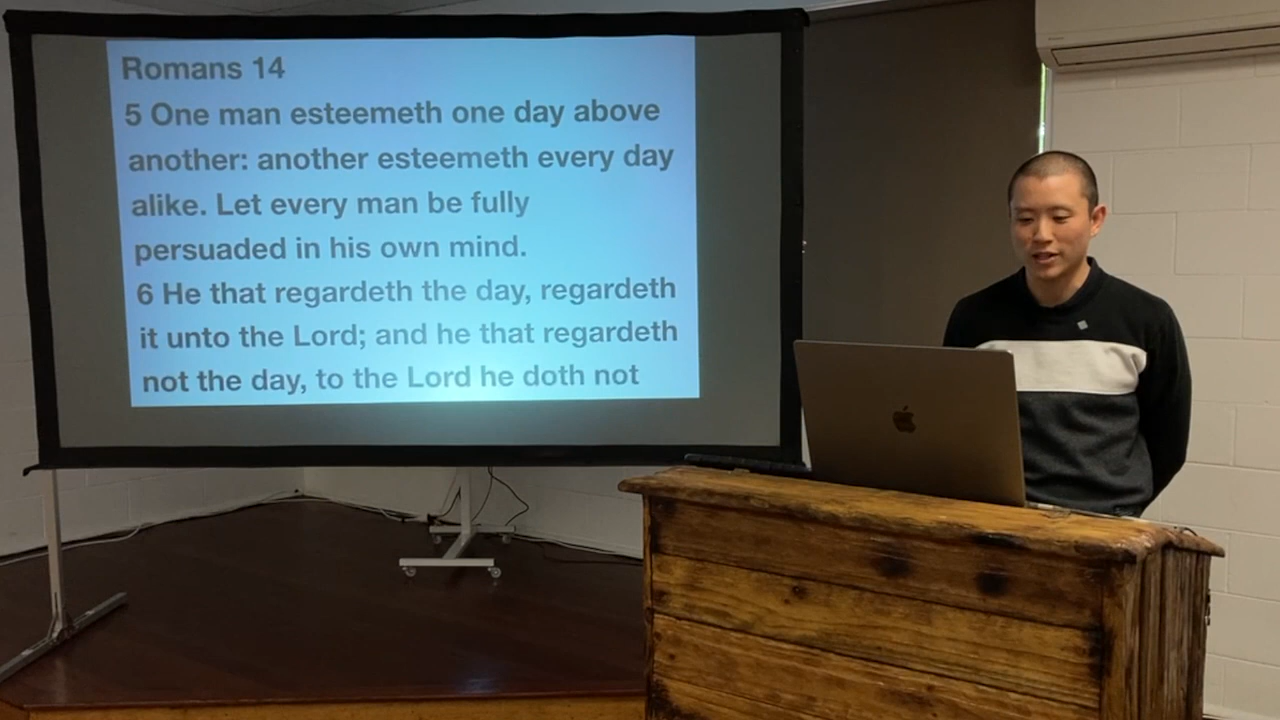 Romans 14
5 One man esteemeth one day above
another: another esteemeth every day
alike. Let every man be fully
persuaded in his own mind.
6 He that regardeth the day, regardeth
it unto the Lord; and he that regardeth
not the day, to the Lord he doth not